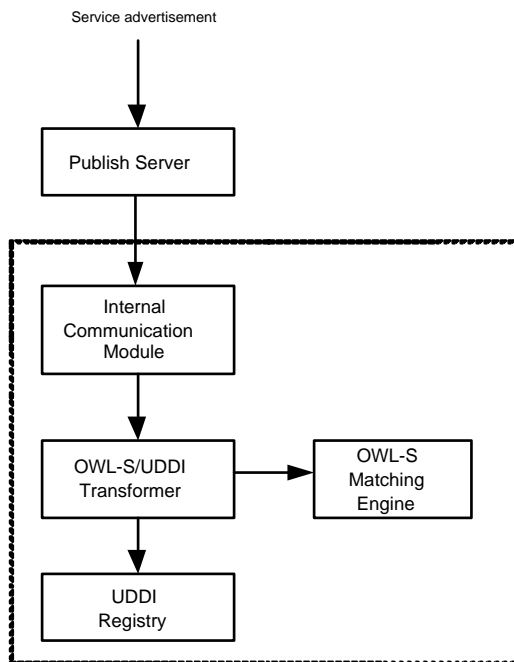 Service advertisement
Publish Server
Internal
Communication
Module
OWL-S/UDDI
Transformer
OWL-S
Matching
Engine
UDDI
Registry